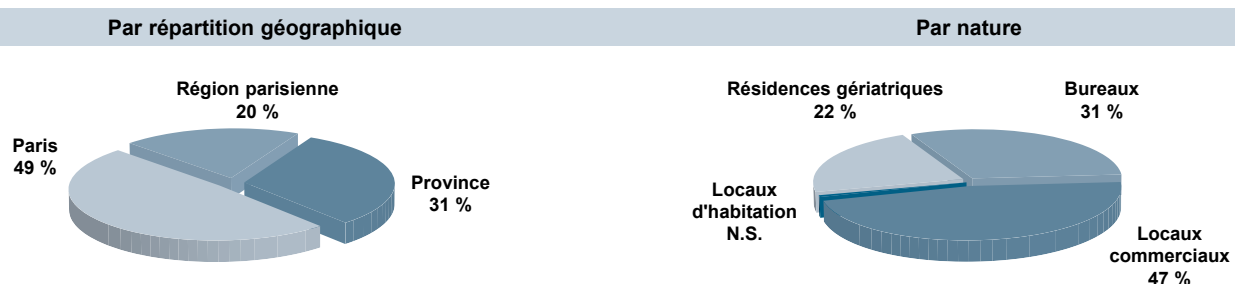 Par répartition géographique
Région parisienne
20 %
Paris
49 %
Province
31 %
Par nature
Résidences gériatriques
22 %
Bureaux
31 %
Locaux
d'habitation
N.S.
Locaux
commerciaux
47 %